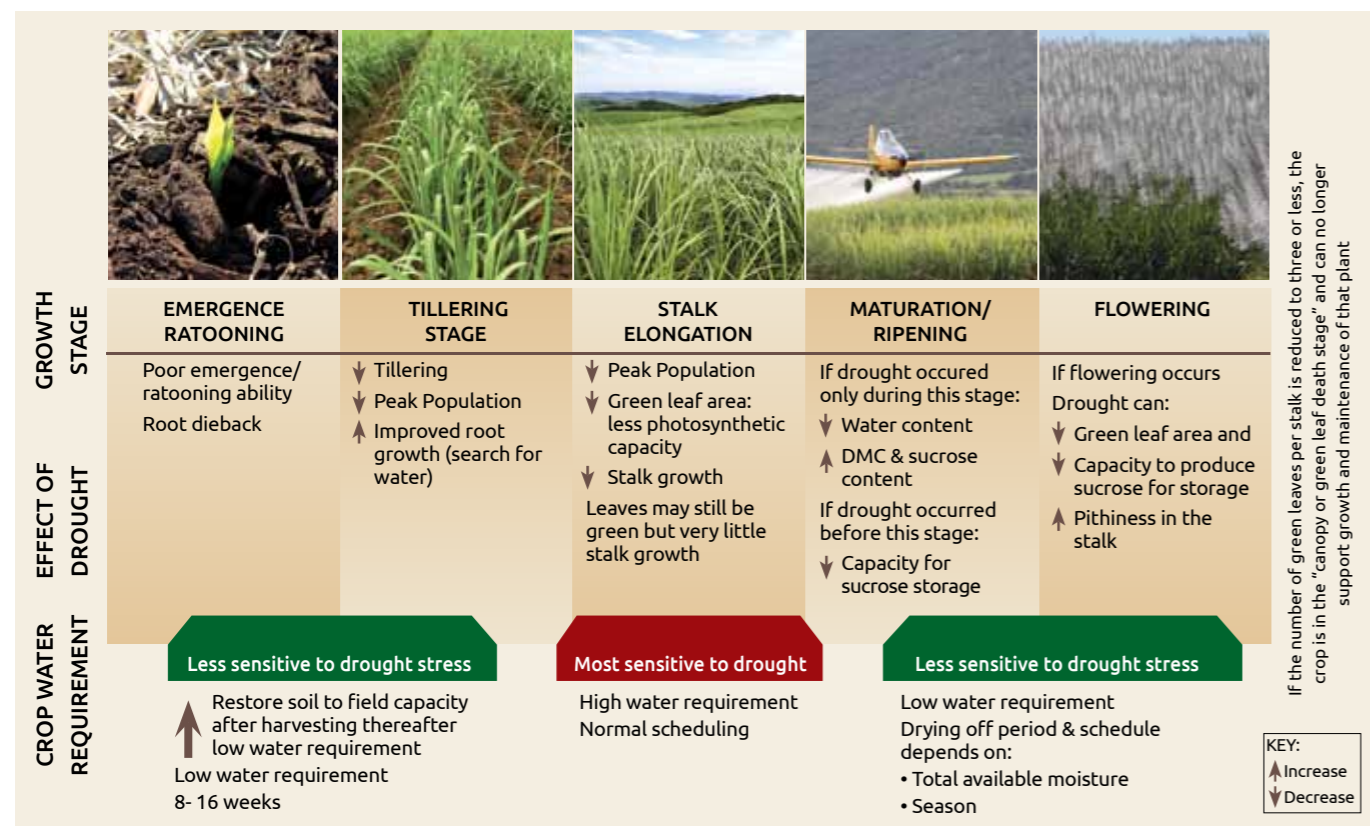 GROWTH
STAGE
EMERGENCE
RATOONING
TILLERING
STAGE
STALK
ELONGATION
MATURATION/
RIPENING
FLOWERING
EFFECT OF
DROUGHT
Poor emergence/
ratooning ability
Root dieback
Tillering
Peak Population
Improved root
growth (search for
water)
Peak Population
Green leaf area:
less photosynthetic
capacity
Stalk growth
Leaves may still be
green but very little
stalk growth
If drought occured
only during this stage:
Water content
DMC & sucrose
content
If drought occurred
before this stage:
Capacity for
sucrose storage
If flowering occurs
Drought can:
Green leaf area and
Capacity to produce
sucrose for storage
Pithiness in the
stalk
CROP WATER
REQUIREMENT
Less sensitive to drought stress
Restore soil to field capacity
after harvesting thereafter
low water requirement
Low water requirement
8- 16 weeks
Most sensitive to drought
High water requirement
Normal scheduling
Less sensitive to drought stress
Low water requirement
Drying off period & schedule
depends on:
• Total available moisture
• Season
If the number of green leaves per stalk is reduced to three or less, the
crop is in the “canopy or green leaf death stage” and can no longer
support growth and maintenance of that plant
KEY:
Increase
Decrease